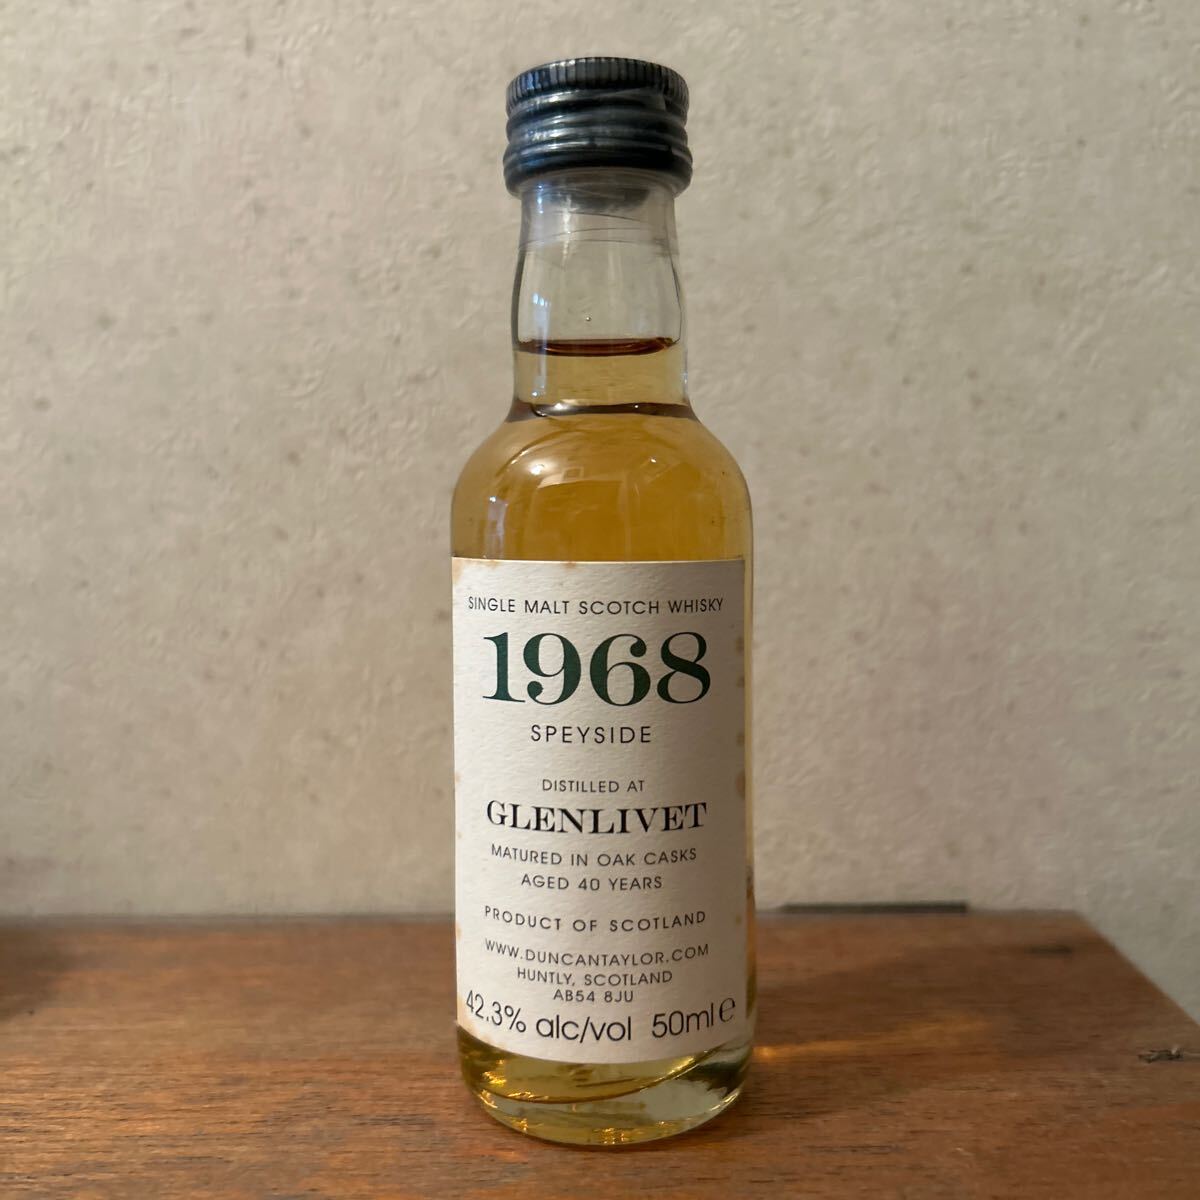 SINGLE MALT SCOTCH WHISKY
1968
SPEYSIDE
DISTILLED AT
GLENLIVET
MATURED IN OAK CASKS
AGED 40 YEARS
PRODUCT OF SCOTLAND
WWW.DUNCANTAYLOR.COM
HUNTLY, SCOTLAND
AB54 8JU
42.3% alc/vol 50ml e